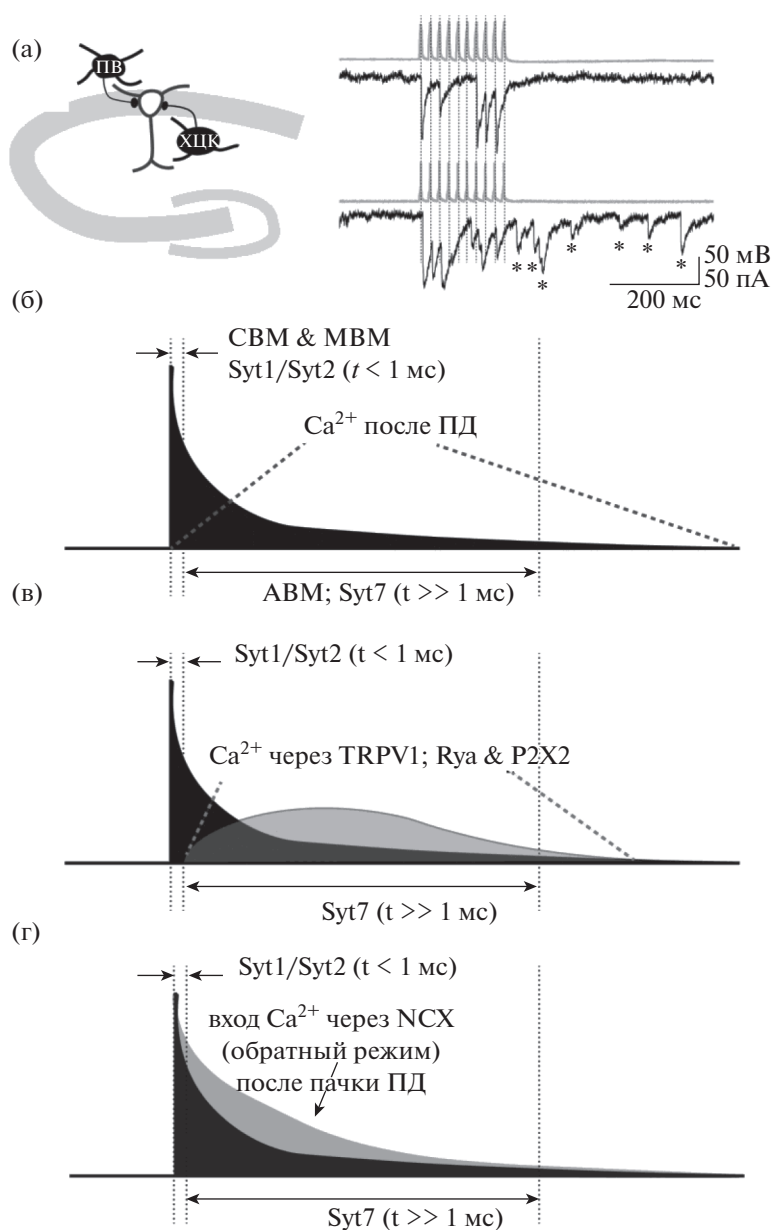 (а)
ПВ
ХЦК
* * * * * * *
50 мВ
50 пА
200 мс
(б)
СВМ & МВМ
Syt1/Syt2 (t < 1 мс)
Ca²⁺ после ПД
АВМ; Syt7 (t >> 1 мс)
(в)
Syt1/Syt2 (t < 1 мс)
Ca²⁺ через TRPV1; Rya & P2X2
Syt7 (t >> 1 мс)
(г)
Syt1/Syt2 (t < 1 мс)
вход Ca²⁺ через NCX
(обратный режим)
после пачки ПД
Syt7 (t >> 1 мс)